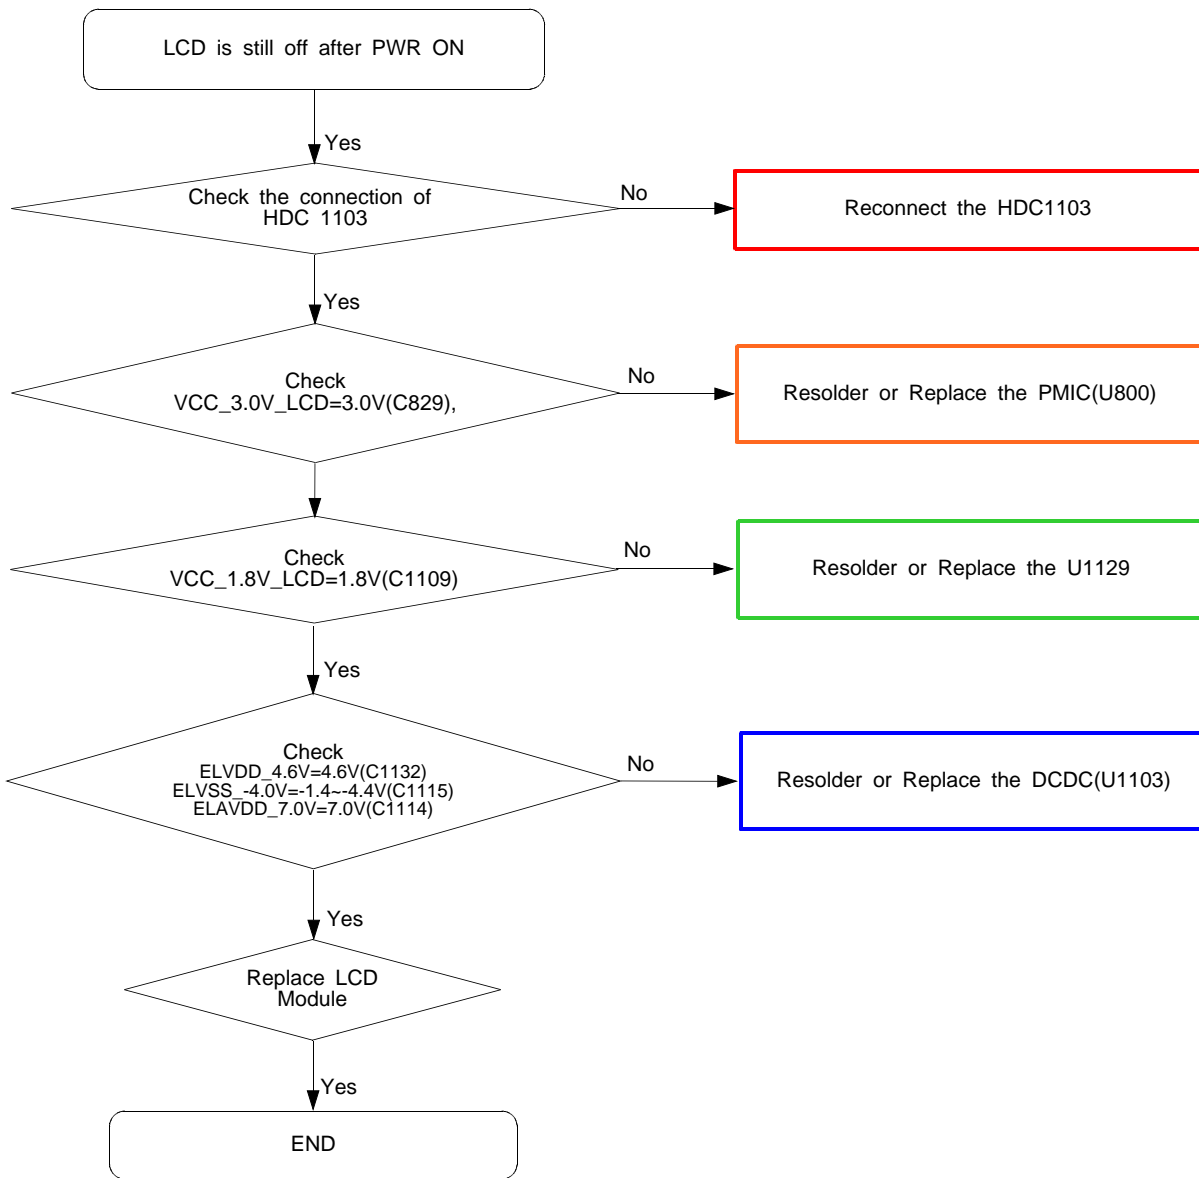 LCD is still off after PWR ON
Yes
Check the connection of
HDC 1103
No
Reconnect the HDC1103
Yes
Check
VCC_3.0V_LCD=3.0V(C829),
No
Resolder or Replace the PMIC(U800)
Check
VCC_1.8V_LCD=1.8V(C1109)
No
Resolder or Replace the U1129
Yes
Check
ELVDD_4.6V=4.6V(C1132)
ELVSS_-4.0V=-1.4~-4.4V(C1115)
ELAVDD_7.0V=7.0V(C1114)
No
Resolder or Replace the DCDC(U1103)
Yes
Replace LCD
Module
Yes
END